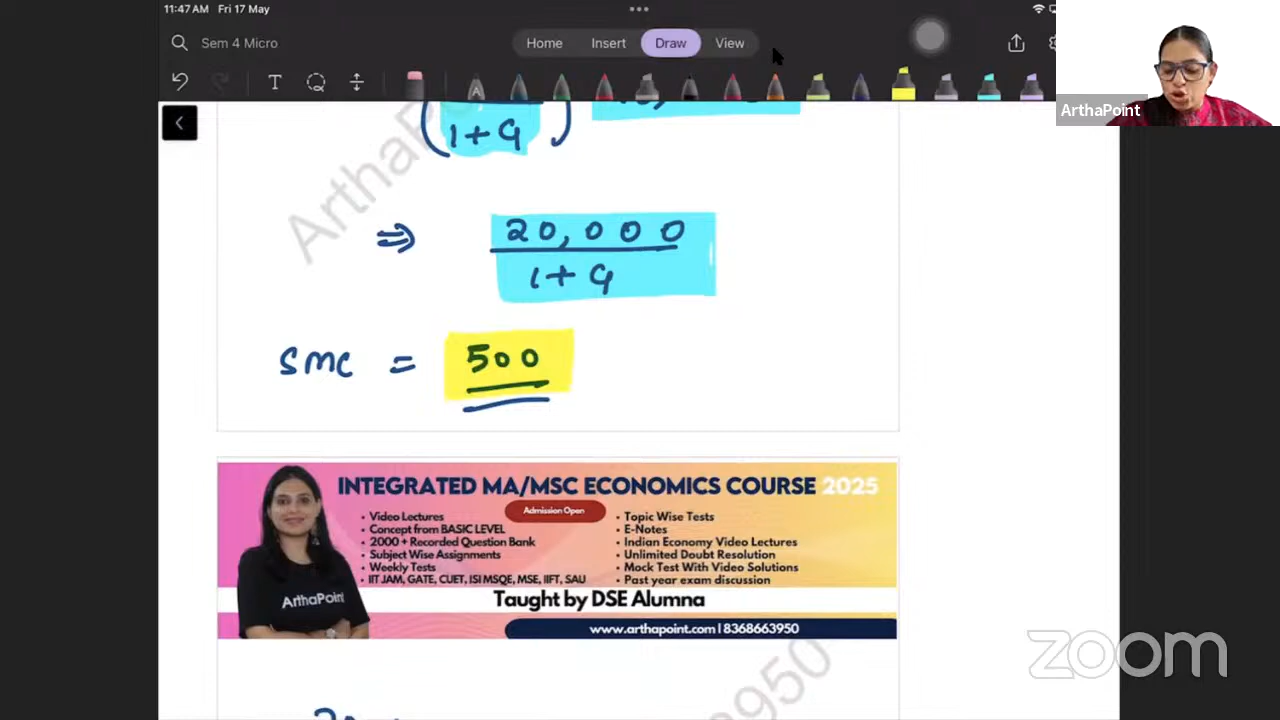 11:47 AM Fri 17 May
Sem 4 Micro
Home Insert Draw View
ArthaPoint
1+G
⇒ 20,000
1+G
SMC = 500
INTEGRATED MA/MSC ECONOMICS COURSE 2025
Admission Open
• Video Lectures
• Concept from BASIC LEVEL
• 2000 + Recorded Question Bank
• Subject Wise Assignments
• Weekly Tests
• IIT JAM, GATE, CUET, ISI MSQE, MSE, IIFT, SAU
• Topic Wise Tests
• E-Notes
• Indian Economy Video Lectures
• Unlimited Doubt Resolution
• Mock Test With Video Solutions
• Past year exam discussion
ArthaPoint
Taught by DSE Alumna
www.arthapoint.com | 8368663950
zoom